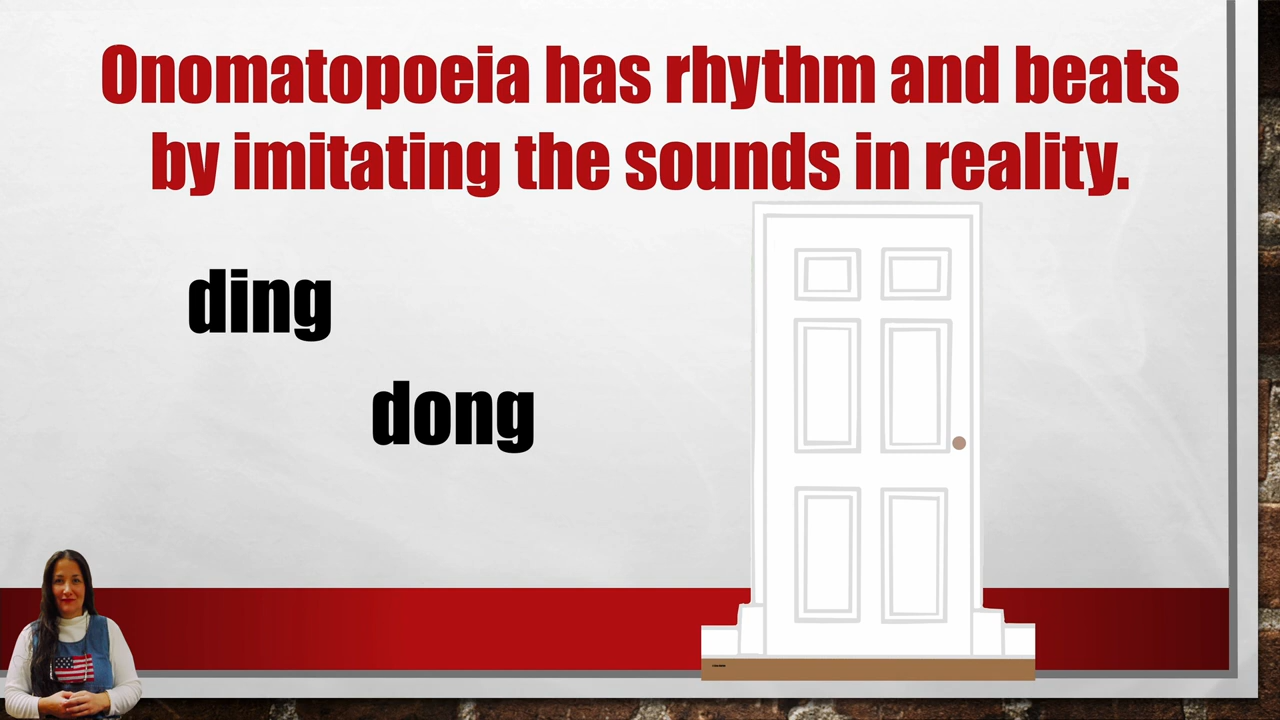 Onomatopoeia has rhythm and beats
by imitating the sounds in reality.
ding
dong